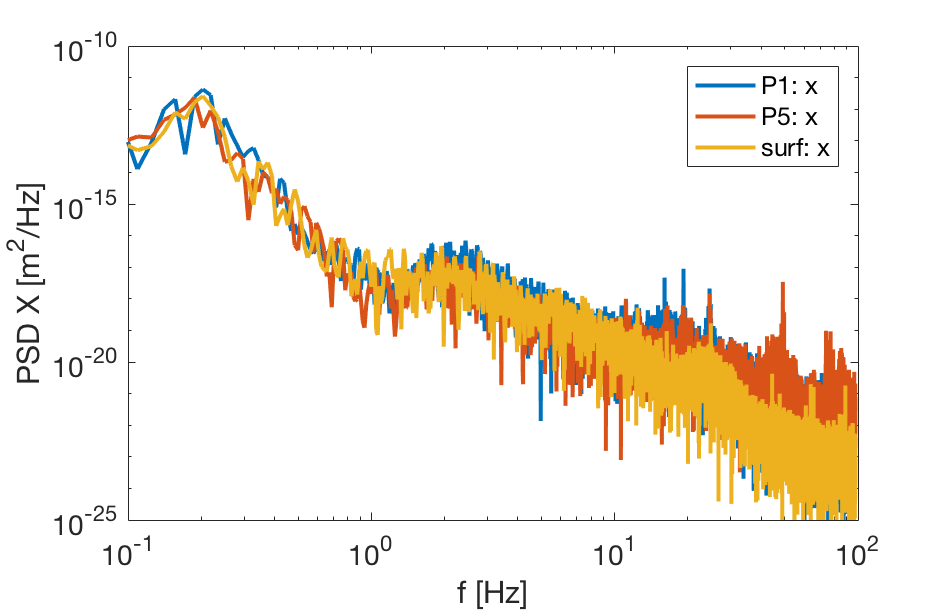 10^-10
10^-15
10^-20
10^-25
PSD X [m^2/Hz]
P1: x
P5: x
surf: x
10^-1
10^0
10^1
10^2
f [Hz]